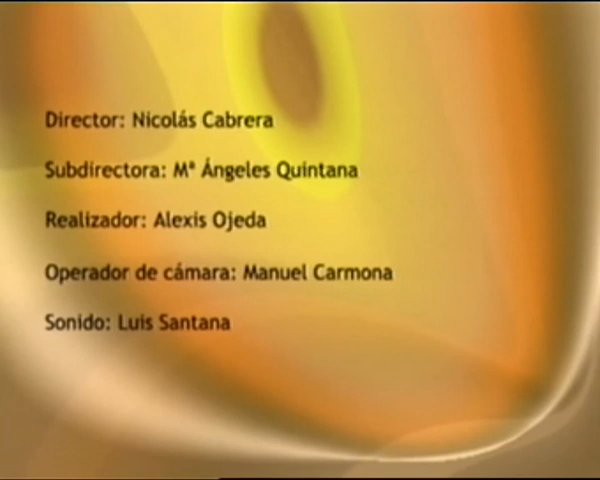 Director: Nicolás Cabrera
Subdirectora: Mª Ángeles Quintana
Realizador: Alexis Ojeda
Operador de cámara: Manuel Carmona
Sonido: Luis Santana